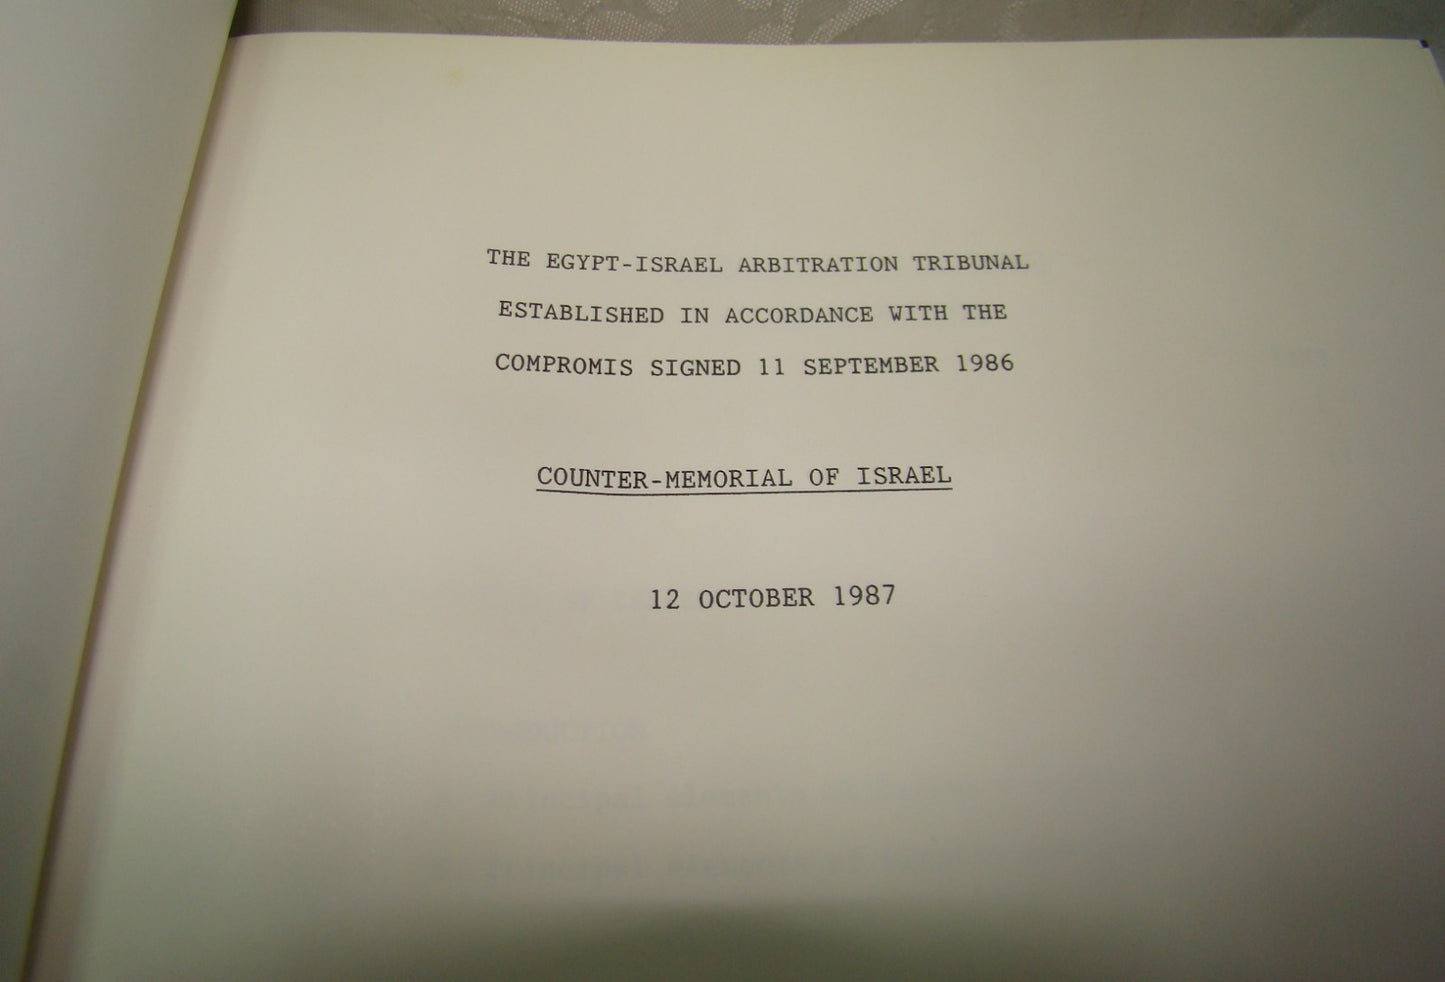 THE EGYPT-ISRAEL ARBITRATION TRIBUNAL
ESTABLISHED IN ACCORDANCE WITH THE
COMPROMIS SIGNED 11 SEPTEMBER 1986
COUNTER-MEMORIAL OF ISRAEL
12 OCTOBER 1987